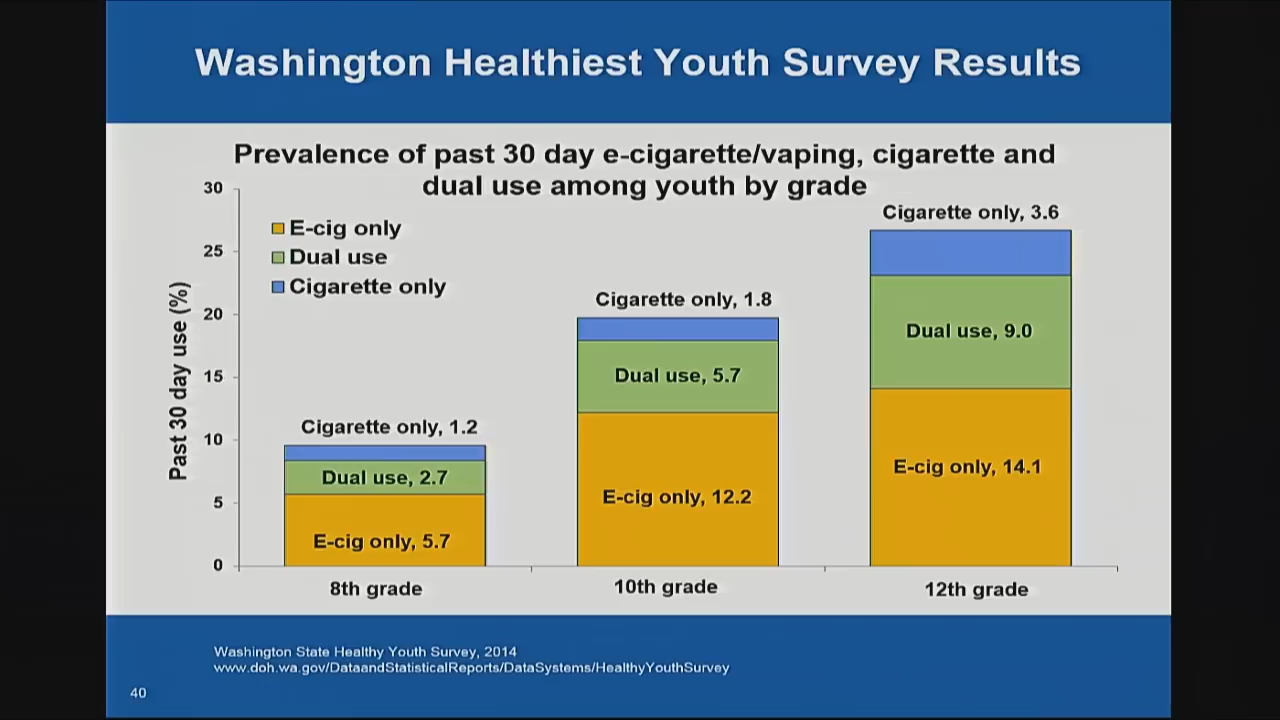 Washington Healthiest Youth Survey Results
Prevalence of past 30 day e-cigarette/vaping, cigarette and
dual use among youth by grade
Past 30 day use (%)
30
25
20
15
10
5
0
E-cig only
Dual use
Cigarette only
Cigarette only, 1.2
Dual use, 2.7
E-cig only, 5.7
Cigarette only, 1.8
Dual use, 5.7
E-cig only, 12.2
Cigarette only, 3.6
Dual use, 9.0
E-cig only, 14.1
8th grade
10th grade
12th grade
Washington State Healthy Youth Survey, 2014
www.doh.wa.gov/DataandStatisticalReports/DataSystems/HealthyYouthSurvey
40